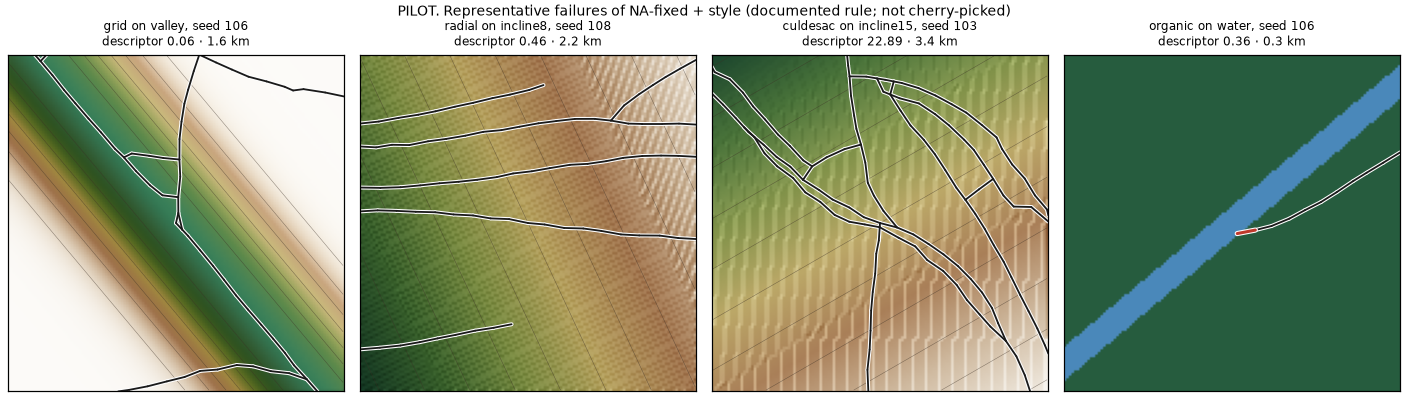 PILOT. Representative failures of NA-fixed + style (documented rule; not cherry-picked)
grid on valley, seed 106
descriptor 0.06 · 1.6 km
radial on incline8, seed 108
descriptor 0.46 · 2.2 km
culdesac on incline15, seed 103
descriptor 22.89 · 3.4 km
organic on water, seed 106
descriptor 0.36 · 0.3 km